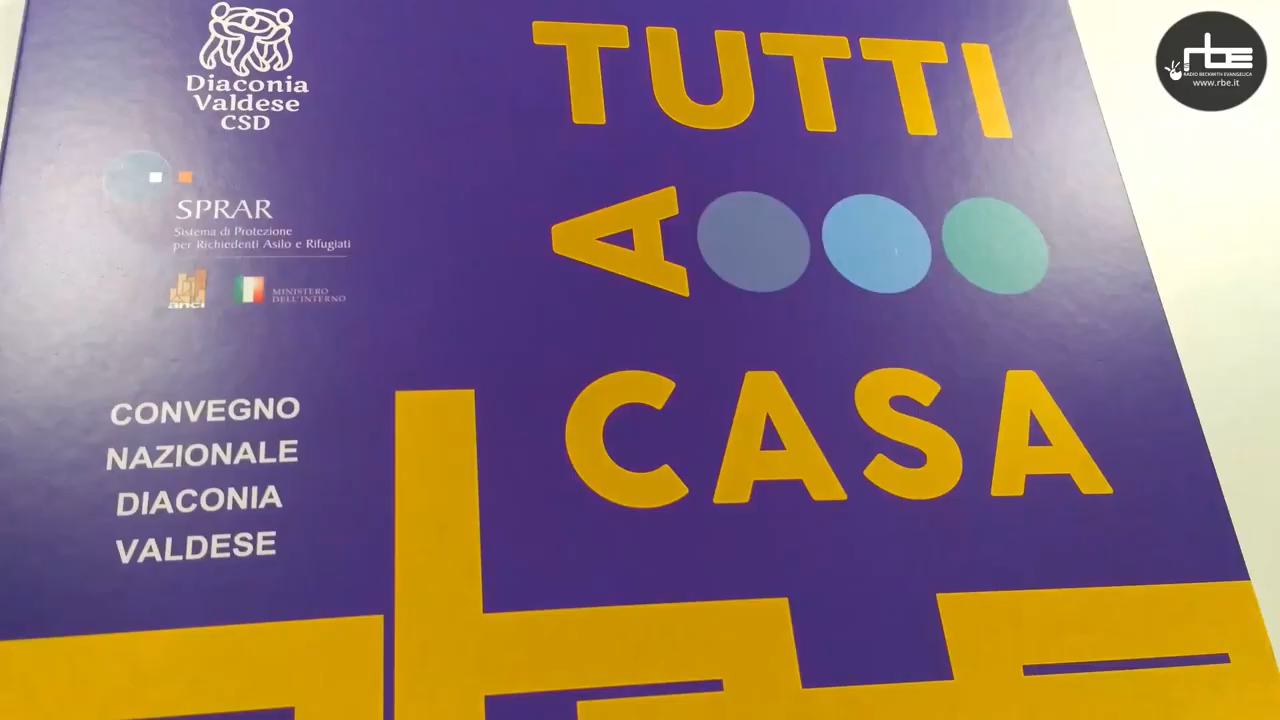 Diaconia
Valdese
CSD
SPRAR
Sistema di Protezione
per Richiedenti Asilo e Rifugiati
anci
MINISTERO
DELL'INTERNO
CONVEGNO
NAZIONALE
DIACONIA
VALDESE
TUTTI
A
CASA
rbe
RADIO BECKWITH EVANGELICA
www.rbe.it